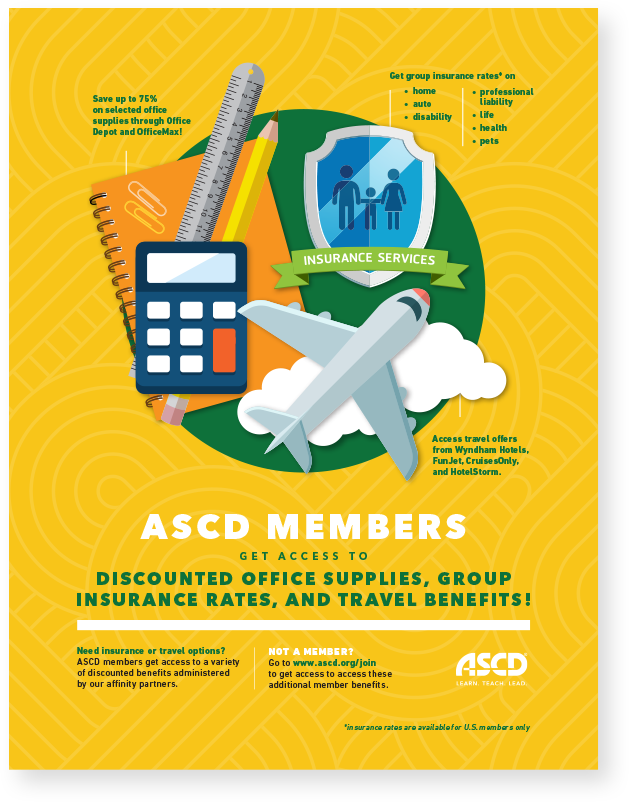 Save up to 75%
on selected office
supplies through Office
Depot and OfficeMax!
Get group insurance rates* on
• home
• auto
• disability
• professional
liability
• life
• health
• pets
INSURANCE SERVICES
Access travel offers
from Wyndham Hotels,
FunJet, CruisesOnly,
and HotelStorm.
ASCD MEMBERS
GET ACCESS TO
DISCOUNTED OFFICE SUPPLIES, GROUP
INSURANCE RATES, AND TRAVEL BENEFITS!
Need insurance or travel options?
ASCD members get access to a variety
of discounted benefits administered
by our affinity partners.
NOT A MEMBER?
Go to www.ascd.org/join
to get access to access these
additional member benefits.
ASCD®
LEARN. TEACH. LEAD.
*insurance rates are available for U.S. members only